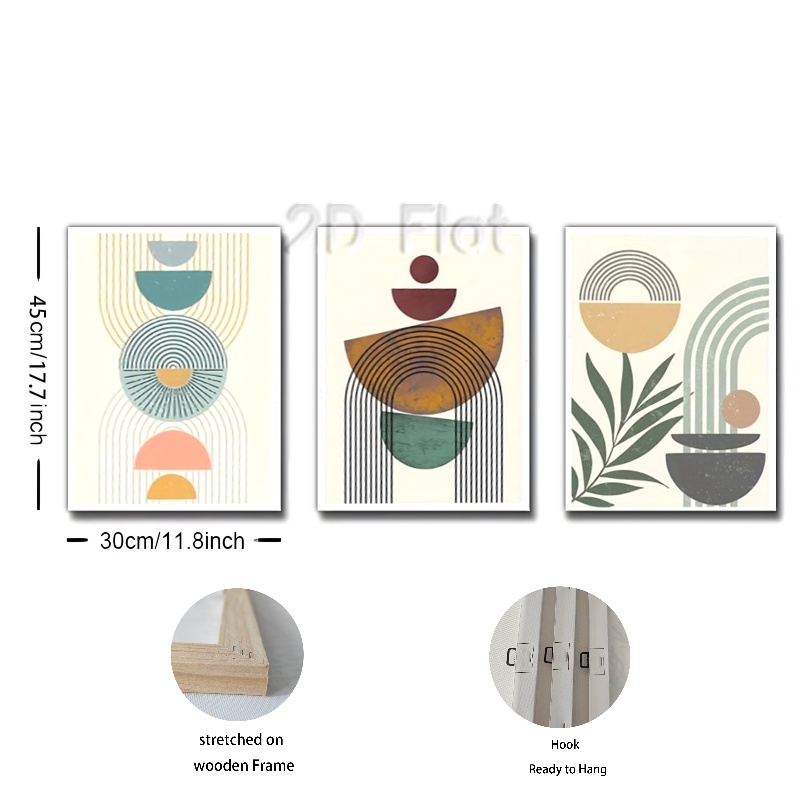 2D Flat
45cm/17.7inch
30cm/11.8inch
stretched on
wooden Frame
Hook
Ready to Hang